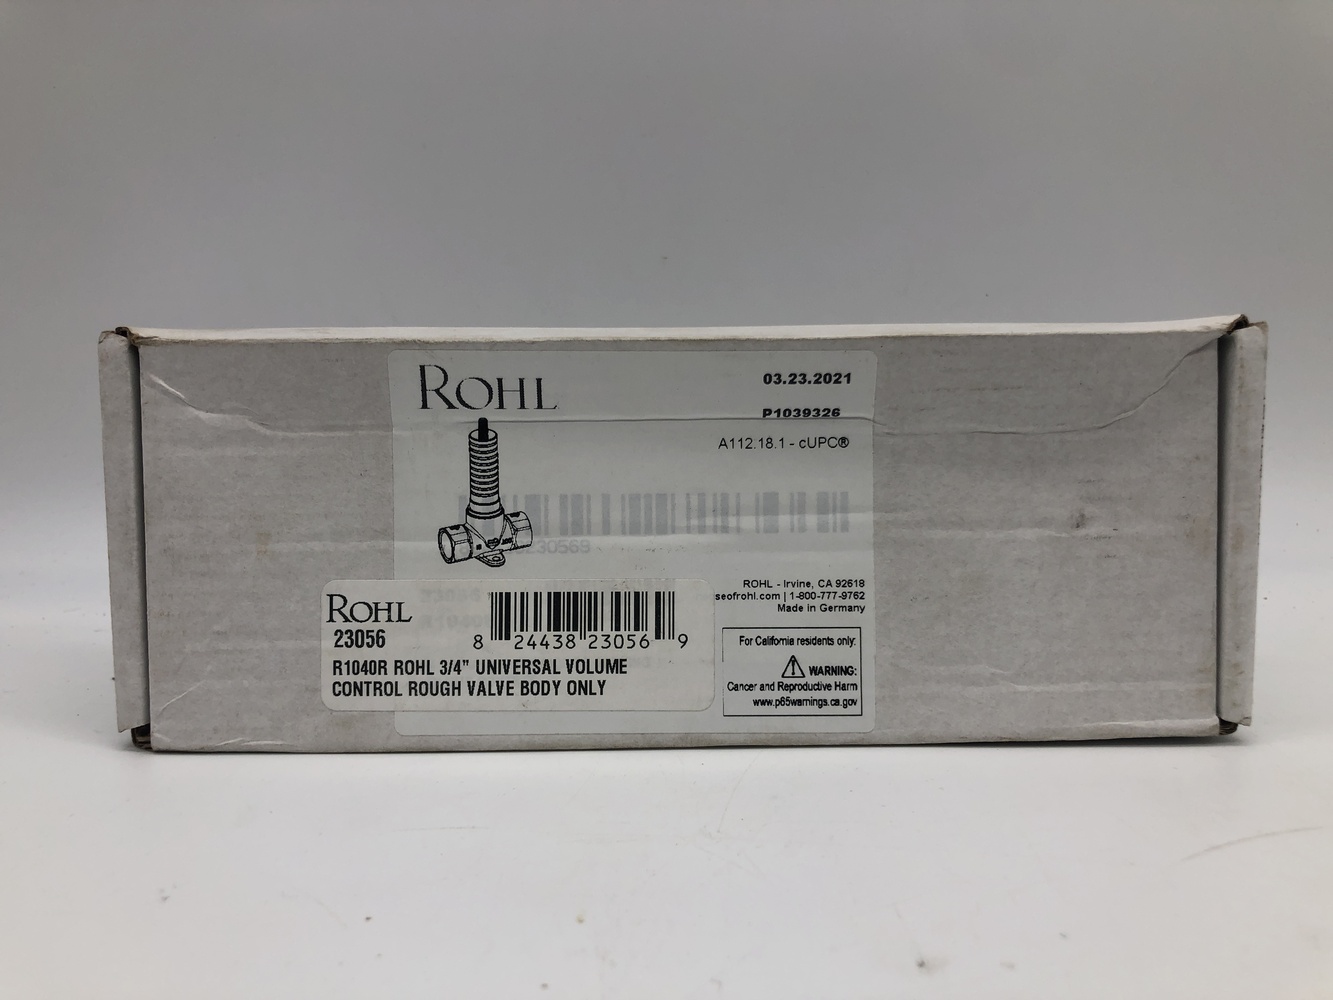 ROHL
03.23.2021
P1039326
A112.18.1 - cUPC®
230569
ROHL - Irvine, CA 92618
seofrohl.com | 1-800-777-9762
Made in Germany
ROHL
23056
8 24438 23056 9
R1040R ROHL 3/4" UNIVERSAL VOLUME
CONTROL ROUGH VALVE BODY ONLY
For California residents only:
WARNING:
Cancer and Reproductive Harm
www.p65warnings.ca.gov